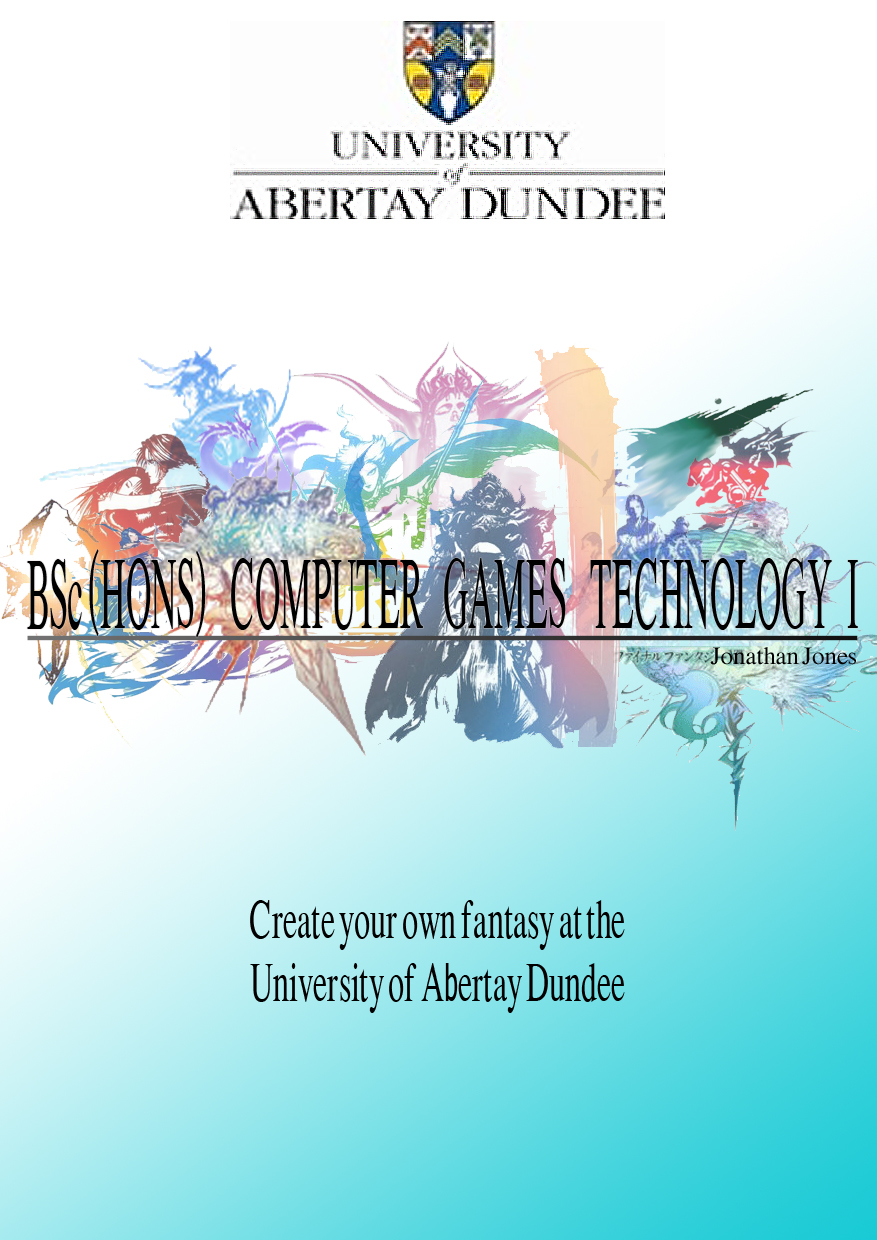 UNIVERSITY
of
ABERTAY DUNDEE
BSc (HONS) COMPUTER GAMES TECHNOLOGY I
ファイナルファンタジ
Jonathan Jones
Create your own fantasy at the
University of Abertay Dundee